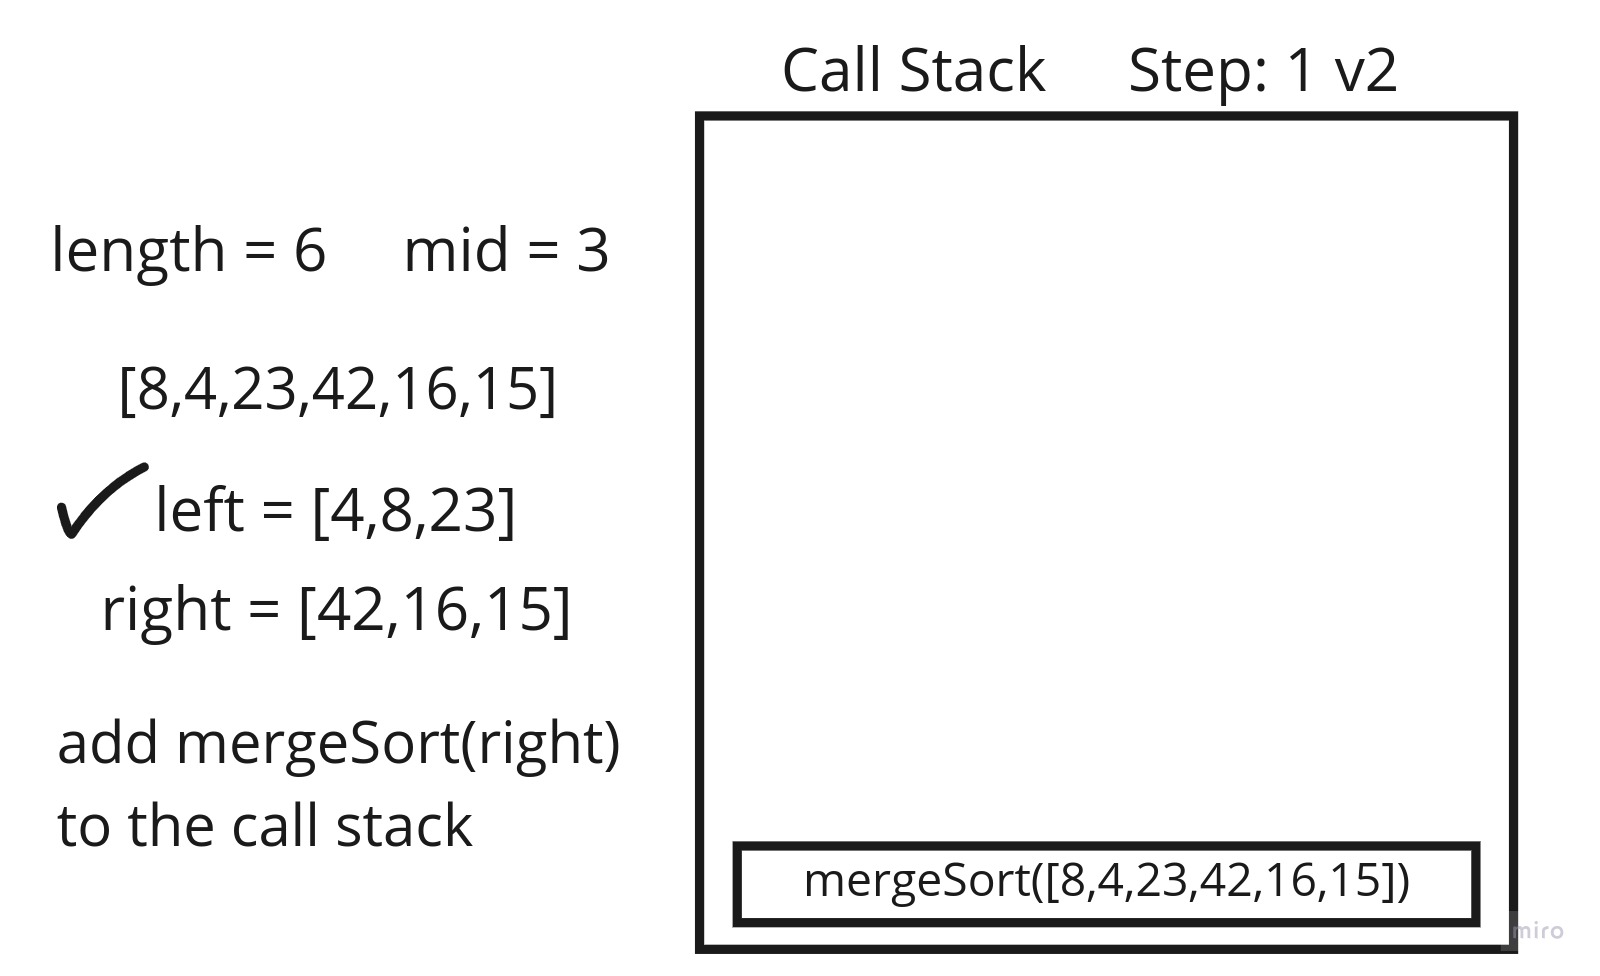 Call Stack Step: 1 v2
length = 6 mid = 3
[8,4,23,42,16,15]
left = [4,8,23]
right = [42,16,15]
add mergeSort(right)
to the call stack
mergeSort([8,4,23,42,16,15])
miro